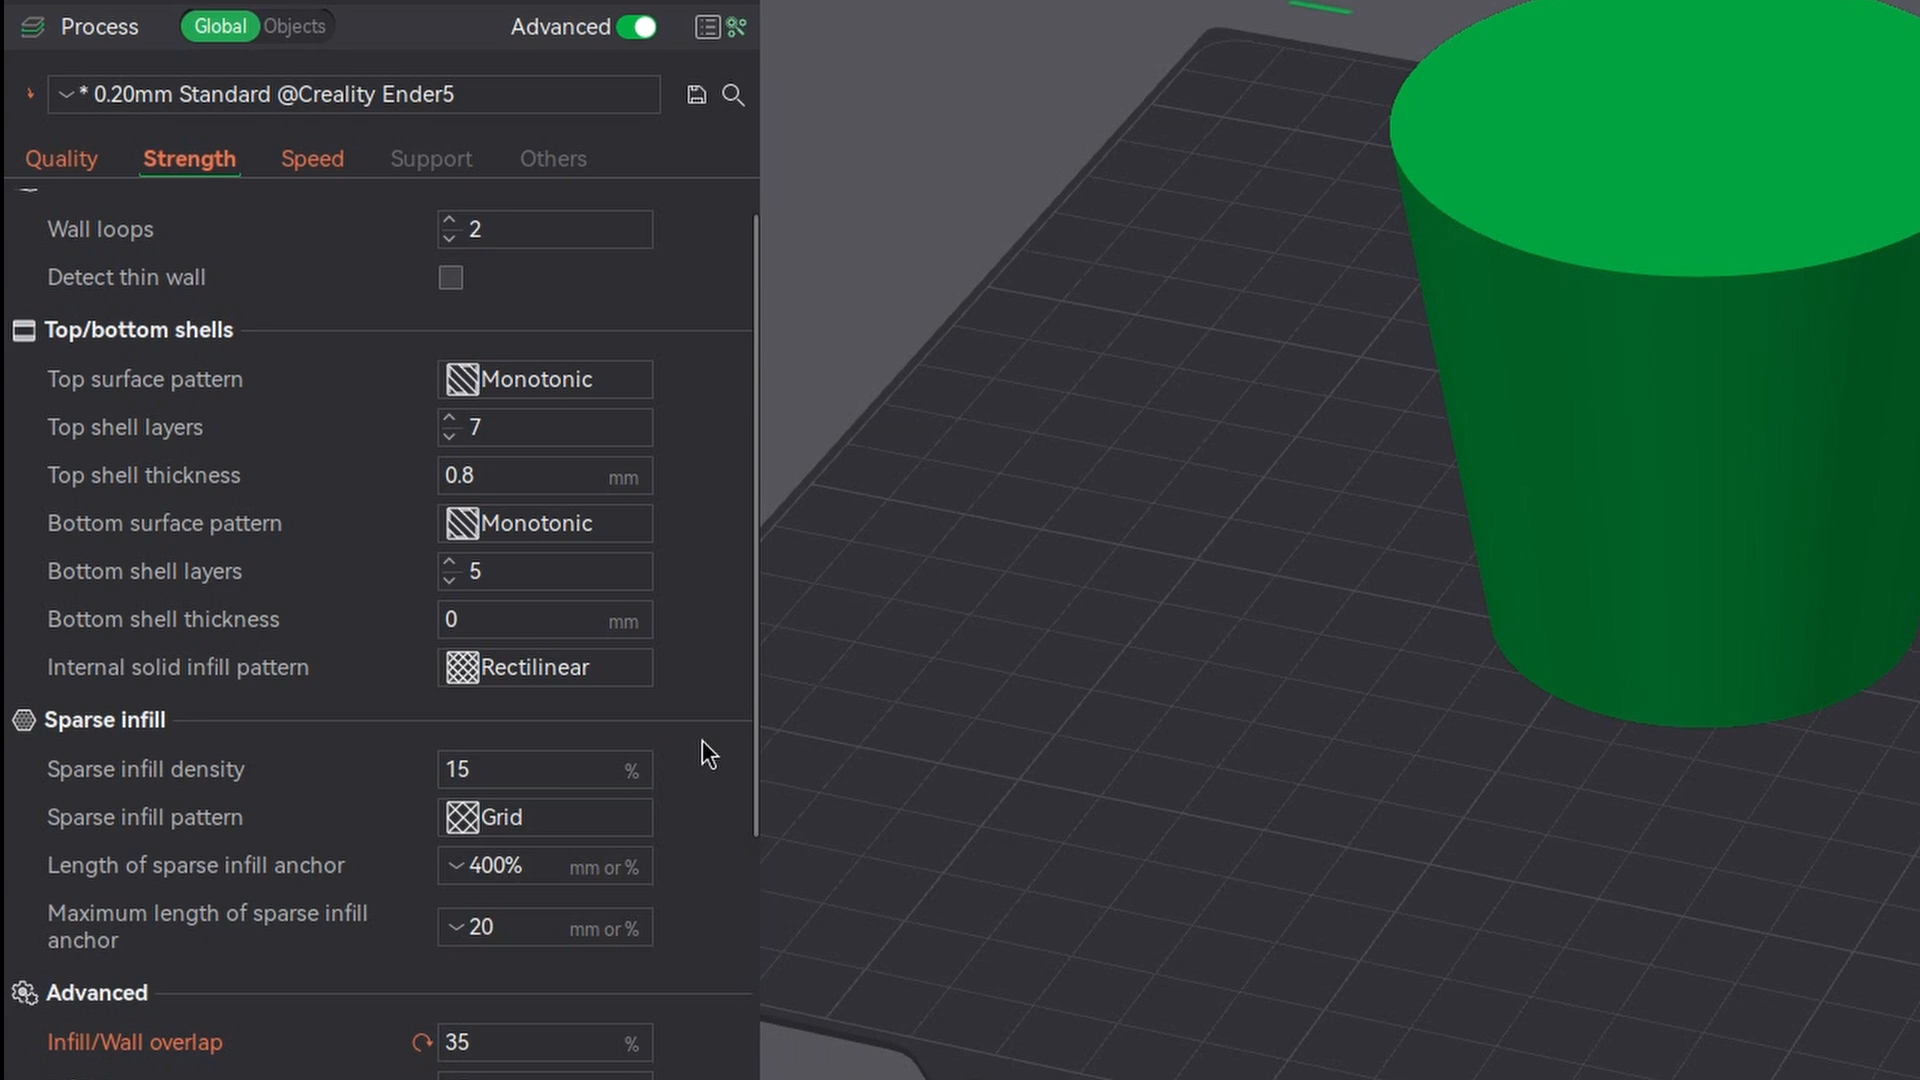 Process Global Objects Advanced
* 0.20mm Standard @Creality Ender5
Quality Strength Speed Support Others
Wall loops 2
Detect thin wall
Top/bottom shells
Top surface pattern Monotonic
Top shell layers 7
Top shell thickness 0.8 mm
Bottom surface pattern Monotonic
Bottom shell layers 5
Bottom shell thickness 0 mm
Internal solid infill pattern Rectilinear
Sparse infill
Sparse infill density 15 %
Sparse infill pattern Grid
Length of sparse infill anchor 400% mm or %
Maximum length of sparse infill
anchor 20 mm or %
Advanced
Infill/Wall overlap 35 %